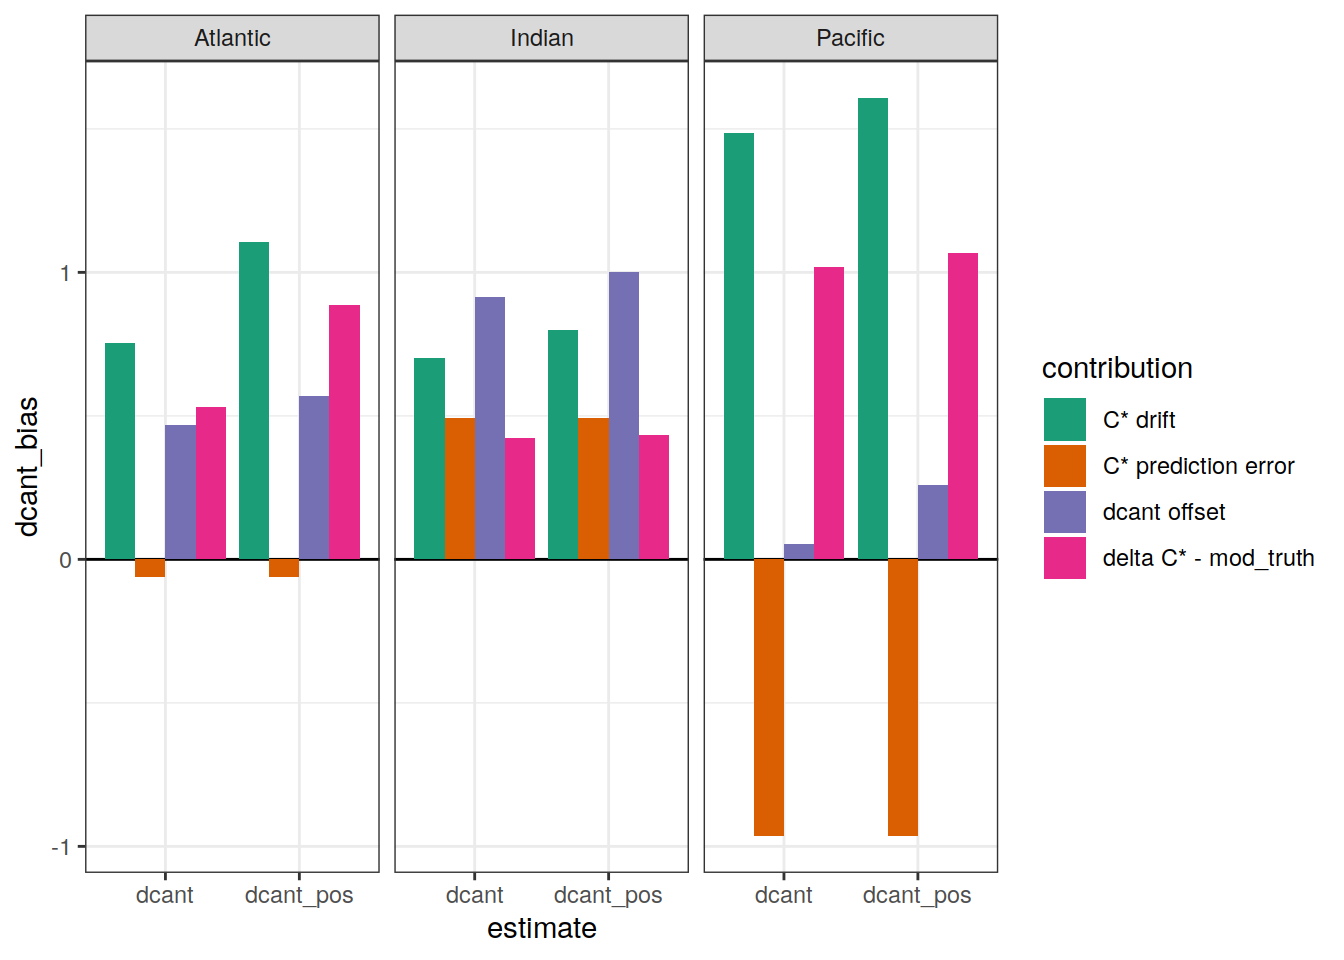 Atlantic
Indian
Pacific
dcant_bias
1
0
-1
dcant
dcant_pos
dcant
dcant_pos
dcant
dcant_pos
estimate
contribution
C* drift
C* prediction error
dcant offset
delta C* - mod_truth